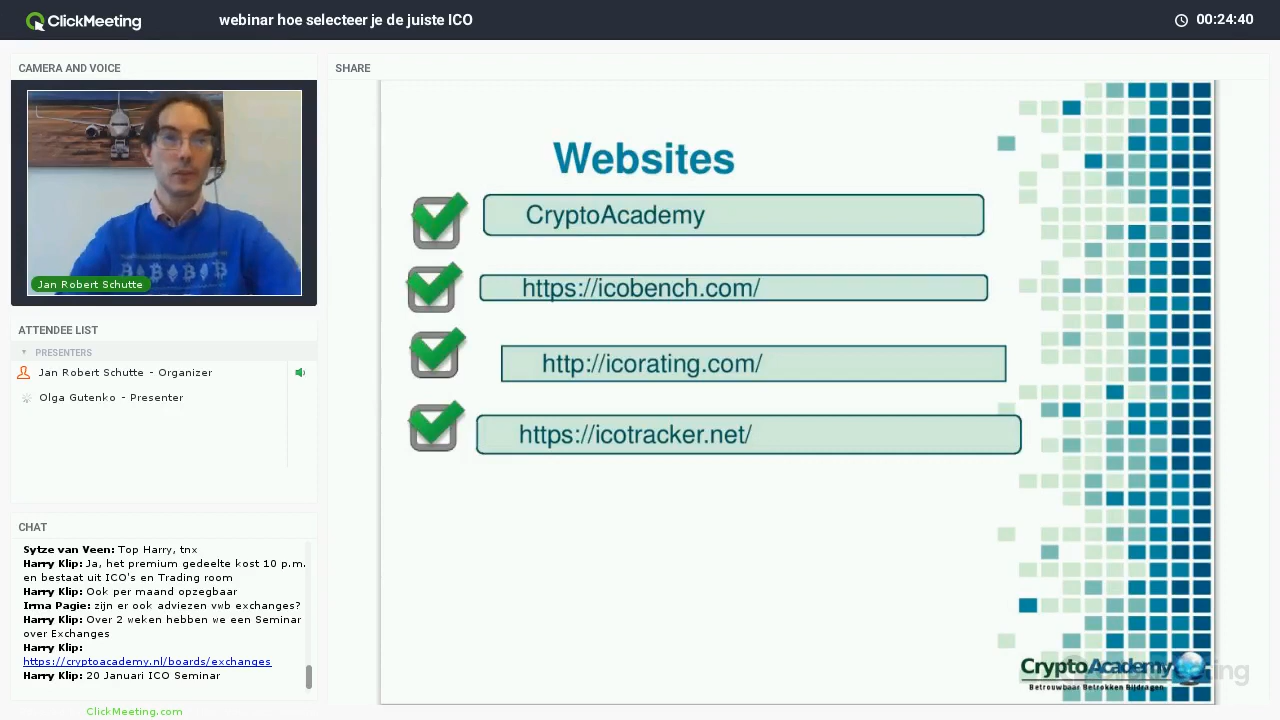 ClickMeeting
webinar hoe selecteer je de juiste ICO
00:24:40
CAMERA AND VOICE
Jan Robert Schutte
ATTENDEE LIST
PRESENTERS
Jan Robert Schutte - Organizer
Olga Gutenko - Presenter
CHAT
Sytze van Veen: Top Harry, tnx
Harry Klip: Ja, het premium gedeelte kost 10 p.m.
en bestaat uit ICO's en Trading room
Harry Klip: Ook per maand opzegbaar
Irma Pagie: zijn er ook adviezen vwb exchanges?
Harry Klip: Over 2 weken hebben we een Seminar
over Exchanges
Harry Klip:
https://cryptoacademy.nl/boards/exchanges
Harry Klip: 20 Januari ICO Seminar
ClickMeeting.com
SHARE
Websites
CryptoAcademy
https://icobench.com/
http://icorating.com/
https://icotracker.net/
CryptoAcademy
Betrouwbaar Betrokken Bijdragen
ClickMeeting